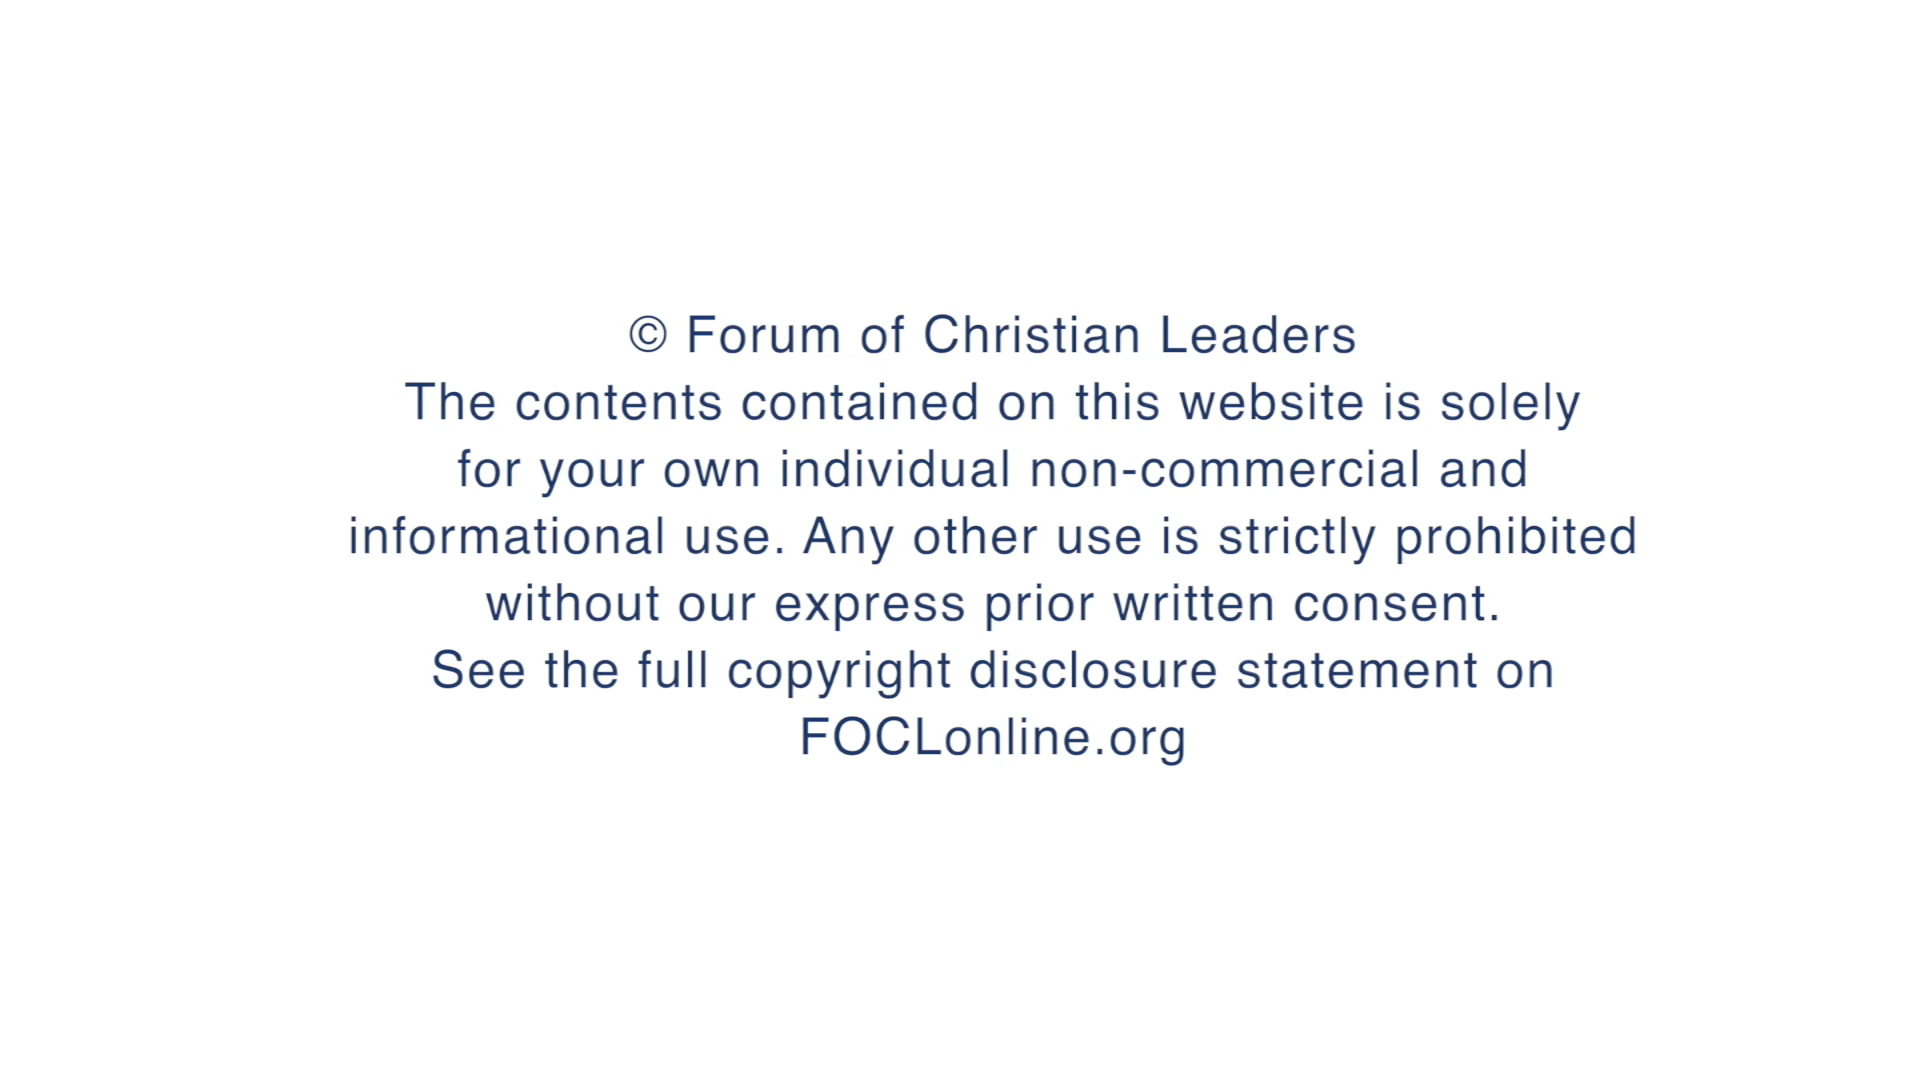 © Forum of Christian Leaders
The contents contained on this website is solely
for your own individual non-commercial and
informational use. Any other use is strictly prohibited
without our express prior written consent.
See the full copyright disclosure statement on
FOCLonline.org